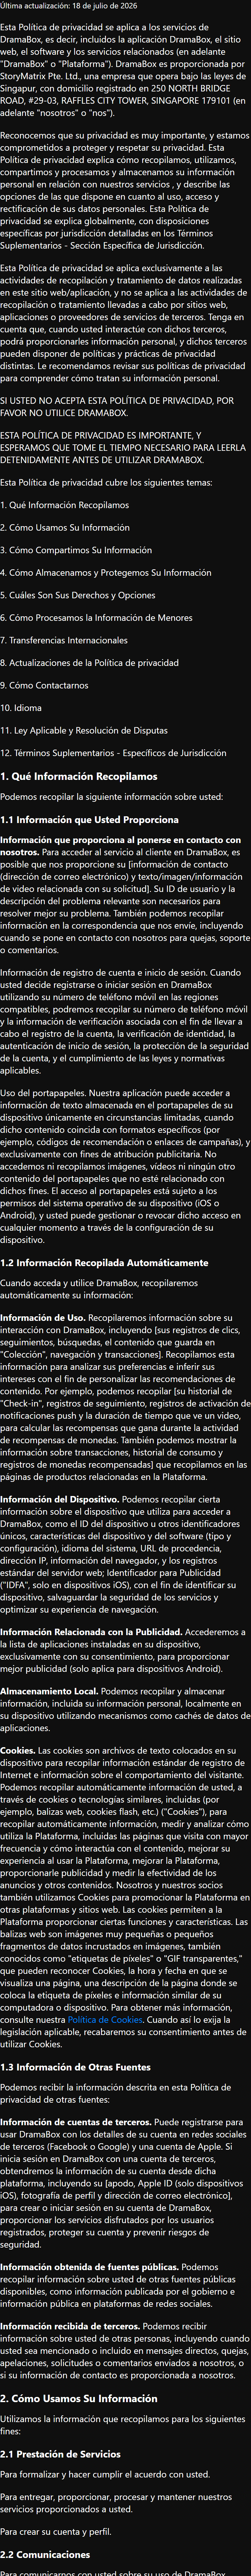 Última actualización: 18 de julio de 2026
Esta Política de privacidad se aplica a los servicios de
DramaBox, es decir, incluidos la aplicación DramaBox, el sitio
web, el software y los servicios relacionados (en adelante
"DramaBox" o "Plataforma"). DramaBox es proporcionada por
StoryMatrix Pte. Ltd., una empresa que opera bajo las leyes de
Singapur, con domicilio registrado en 250 NORTH BRIDGE
ROAD, #29-03, RAFFLES CITY TOWER, SINGAPORE 179101 (en
adelante "nosotros" o "nos").
Reconocemos que su privacidad es muy importante, y estamos
comprometidos a proteger y respetar su privacidad. Esta
Política de privacidad explica cómo recopilamos, utilizamos,
compartimos y procesamos y almacenamos su información
personal en relación con nuestros servicios , y describe las
opciones de las que dispone en cuanto al uso, acceso y
rectificación de sus datos personales. Esta Política de
privacidad se explica globalmente, con disposiciones
específicas por jurisdicción detalladas en los Términos
Suplementarios - Sección Específica de Jurisdicción.
Esta Política de privacidad se aplica exclusivamente a las
actividades de recopilación y tratamiento de datos realizadas
en este sitio web/aplicación, y no se aplica a las actividades de
recopilación o tratamiento llevadas a cabo por sitios web,
aplicaciones o proveedores de servicios de terceros. Tenga en
cuenta que, cuando usted interactúe con dichos terceros,
podrá proporcionarles información personal, y dichos terceros
pueden disponer de políticas y prácticas de privacidad
distintas. Le recomendamos revisar sus políticas de privacidad
para comprender cómo tratan su información personal.
SI USTED NO ACEPTA ESTA POLÍTICA DE PRIVACIDAD, POR
FAVOR NO UTILICE DRAMABOX.
ESTA POLÍTICA DE PRIVACIDAD ES IMPORTANTE, Y
ESPERAMOS QUE TOME EL TIEMPO NECESARIO PARA LEERLA
DETENIDAMENTE ANTES DE UTILIZAR DRAMABOX.
Esta Política de privacidad cubre los siguientes temas:
1. Qué Información Recopilamos
2. Cómo Usamos Su Información
3. Cómo Compartimos Su Información
4. Cómo Almacenamos y Protegemos Su Información
5. Cuáles Son Sus Derechos y Opciones
6. Cómo Procesamos la Información de Menores
7. Transferencias Internacionales
8. Actualizaciones de la Política de privacidad
9. Cómo Contactarnos
10. Idioma
11. Ley Aplicable y Resolución de Disputas
12. Términos Suplementarios - Específicos de Jurisdicción
1. Qué Información Recopilamos
Podemos recopilar la siguiente información sobre usted:
1.1 Información que Usted Proporciona
Información que proporciona al ponerse en contacto con
nosotros. Para acceder al servicio al cliente en DramaBox, es
posible que nos proporcione su [información de contacto
(dirección de correo electrónico) y texto/imagen/información
de video relacionada con su solicitud]. Su ID de usuario y la
descripción del problema relevante son necesarios para
resolver mejor su problema. También podemos recopilar
información en la correspondencia que nos envíe, incluyendo
cuando se pone en contacto con nosotros para quejas, soporte
o comentarios.
Información de registro de cuenta e inicio de sesión. Cuando
usted decide registrarse o iniciar sesión en DramaBox
utilizando su número de teléfono móvil en las regiones
compatibles, podremos recopilar su número de teléfono móvil
y la información de verificación asociada con el fin de llevar a
cabo el registro de la cuenta, la verificación de identidad, la
autenticación de inicio de sesión, la protección de la seguridad
de la cuenta, y el cumplimiento de las leyes y normativas
aplicables.
Uso del portapapeles. Nuestra aplicación puede acceder a
información de texto almacenada en el portapapeles de su
dispositivo únicamente en circunstancias limitadas, cuando
dicho contenido coincida con formatos específicos (por
ejemplo, códigos de recomendación o enlaces de campañas), y
exclusivamente con fines de atribución publicitaria. No
accedemos ni recopilamos imágenes, vídeos ni ningún otro
contenido del portapapeles que no esté relacionado con
dichos fines. El acceso al portapapeles está sujeto a los
permisos del sistema operativo de su dispositivo (iOS o
Android), y usted puede gestionar o revocar dicho acceso en
cualquier momento a través de la configuración de su
dispositivo.
1.2 Información Recopilada Automáticamente
Cuando acceda y utilice DramaBox, recopilaremos
automáticamente su información:
Información de Uso. Recopilaremos información sobre su
interacción con DramaBox, incluyendo [sus registros de clics,
seguimientos, búsquedas, el contenido que guarda en
"Colección", navegación y transacciones]. Recopilamos esta
información para analizar sus preferencias e inferir sus
intereses con el fin de personalizar las recomendaciones de
contenido. Por ejemplo, podemos recopilar [su historial de
"Check-in", registros de seguimiento, registros de activación de
notificaciones push y la duración de tiempo que ve un video,
para calcular las recompensas que gana durante la actividad
de recompensas de monedas. También podemos mostrar la
información sobre transacciones, historial de consumo y
registros de monedas recompensadas] que recopilamos en las
páginas de productos relacionadas en la Plataforma.
Información del Dispositivo. Podemos recopilar cierta
información sobre el dispositivo que utiliza para acceder a
DramaBox, como el ID del dispositivo u otros identificadores
únicos, características del dispositivo y del software (tipo y
configuración), idioma del sistema, URL de procedencia,
dirección IP, información del navegador, y los registros
estándar del servidor web; Identificador para Publicidad
("IDFA", solo en dispositivos iOS), con el fin de identificar su
dispositivo, salvaguardar la seguridad de los servicios y
optimizar su experiencia de navegación.
Información Relacionada con la Publicidad. Accederemos a
la lista de aplicaciones instaladas en su dispositivo,
exclusivamente con su consentimiento, para proporcionar
mejor publicidad (solo aplica para dispositivos Android).
Almacenamiento Local. Podemos recopilar y almacenar
información, incluida su información personal, localmente en
su dispositivo utilizando mecanismos como cachés de datos de
aplicaciones.
Cookies. Las cookies son archivos de texto colocados en su
dispositivo para recopilar información estándar de registro de
Internet e información sobre el comportamiento del visitante.
Podemos recopilar automáticamente información de usted, a
través de cookies o tecnologías similares, incluidas (por
ejemplo, balizas web, cookies flash, etc.) ("Cookies"), para
recopilar automáticamente información, medir y analizar cómo
utiliza la Plataforma, incluidas las páginas que visita con mayor
frecuencia y cómo interactúa con el contenido, mejorar su
experiencia al usar la Plataforma, mejorar la Plataforma,
proporcionarle publicidad y medir la efectividad de los
anuncios y otros contenidos. Nosotros y nuestros socios
también utilizamos Cookies para promocionar la Plataforma en
otras plataformas y sitios web. Las cookies permiten a la
Plataforma proporcionar ciertas funciones y características. Las
balizas web son imágenes muy pequeñas o pequeños
fragmentos de datos incrustados en imágenes, también
conocidos como "etiquetas de píxeles" o "GIF transparentes,"
que pueden reconocer Cookies, la hora y fecha en que se
visualiza una página, una descripción de la página donde se
coloca la etiqueta de píxeles e información similar de su
computadora o dispositivo. Para obtener más información,
consulte nuestra Política de Cookies. Cuando así lo exija la
legislación aplicable, recabaremos su consentimiento antes de
utilizar Cookies.
1.3 Información de Otras Fuentes
Podemos recibir la información descrita en esta Política de
privacidad de otras fuentes:
Información de cuentas de terceros. Puede registrarse para
usar DramaBox con los detalles de su cuenta en redes sociales
de terceros (Facebook o Google) y una cuenta de Apple. Si
inicia sesión en DramaBox con una cuenta de terceros,
obtendremos la información de su cuenta desde dicha
plataforma, incluyendo su [apodo, Apple ID (solo dispositivos
iOS), fotografía de perfil y dirección de correo electrónico],
para crear o iniciar sesión en su cuenta de DramaBox,
proporcionar los servicios disfrutados por los usuarios
registrados, proteger su cuenta y prevenir riesgos de
seguridad.
Información obtenida de fuentes públicas. Podemos
recopilar información sobre usted de otras fuentes públicas
disponibles, como información publicada por el gobierno e
información pública en plataformas de redes sociales.
Información recibida de terceros. Podemos recibir
información sobre usted de otras personas, incluyendo cuando
usted sea mencionado o incluido en mensajes directos, quejas,
apelaciones, solicitudes o comentarios enviados a nosotros, o
si su información de contacto es proporcionada a nosotros.
2. Cómo Usamos Su Información
Utilizamos la información que recopilamos para los siguientes
fines:
2.1 Prestación de Servicios
Para formalizar y hacer cumplir el acuerdo con usted.
Para entregar, proporcionar, procesar y mantener nuestros
servicios proporcionados a usted.
Para crear su cuenta y perfil.
2.2 Comunicaciones
Para comunicarnos con usted sobre su uso de DramaBox